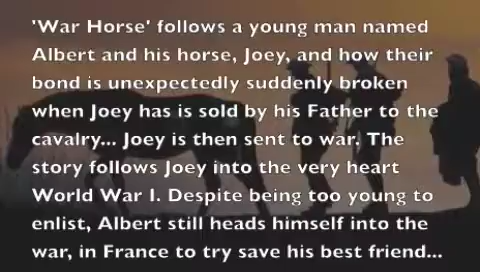 'War Horse' follows a young man named
Albert and his horse, Joey, and how their
bond is unexpectedly suddenly broken
when Joey has is sold by his Father to the
cavalry... Joey is then sent to war. The
story follows Joey into the very heart
World War I. Despite being too young to
enlist, Albert still heads himself into the
war, in France to try save his best friend...